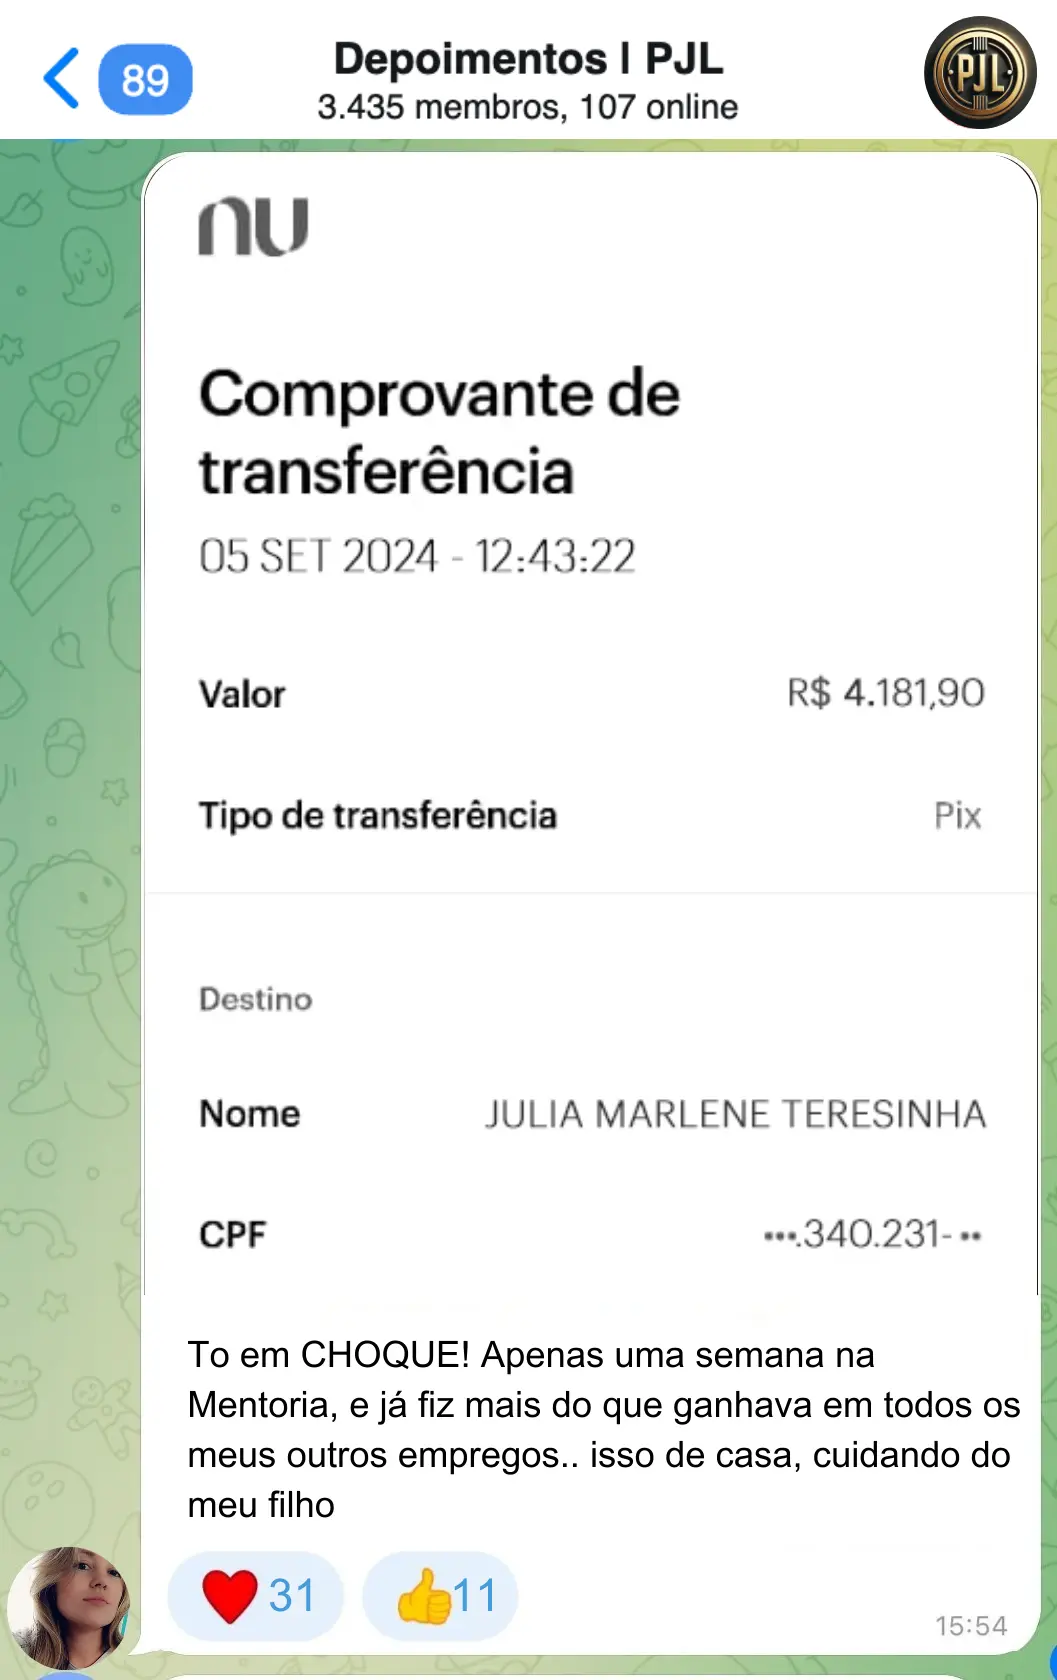 89
Depoimentos | PJL
3.435 membros, 107 online
PJL
nu
Comprovante de
transferência
05 SET 2024 - 12:43:22
Valor R$ 4.181,90
Tipo de transferência Pix
Destino
Nome JULIA MARLENE TERESINHA
CPF •••.340.231-••
To em CHOQUE! Apenas uma semana na
Mentoria, e já fiz mais do que ganhava em todos os
meus outros empregos.. isso de casa, cuidando do
meu filho
❤️ 31 👍 11
15:54